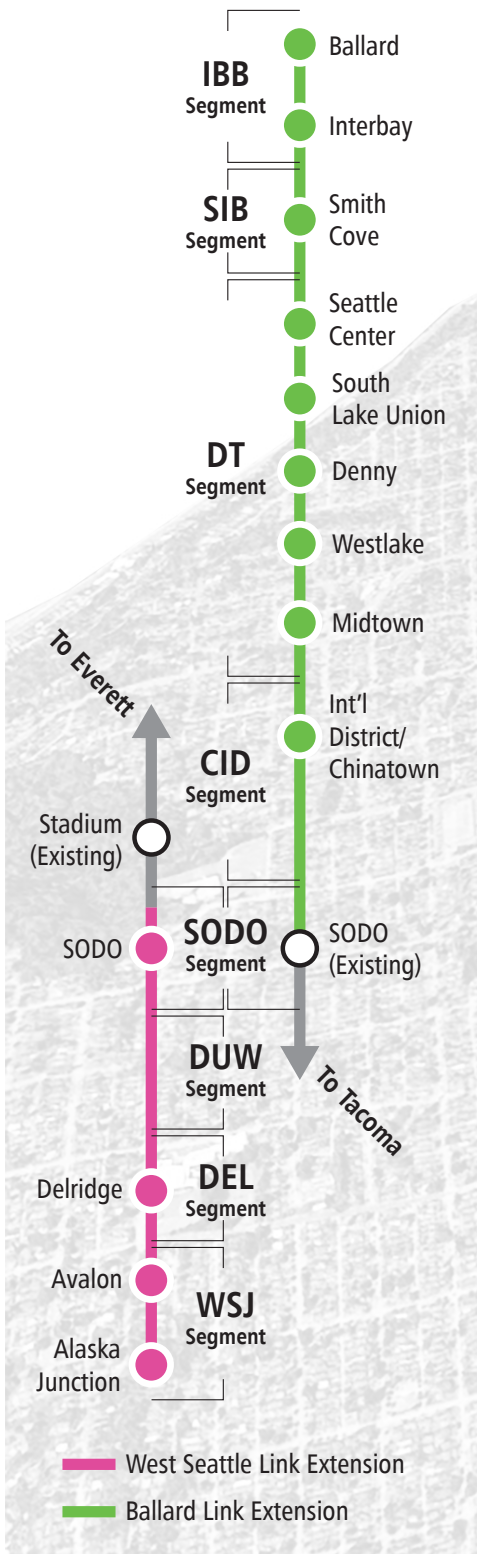 Ballard
IBB
Segment
Interbay
SIB
Segment
Smith
Cove
Seattle
Center
South
Lake Union
DT
Segment
Denny
Westlake
Midtown
To Everett
Int'l
District/
Chinatown
CID
Segment
Stadium
(Existing)
SODO
SODO
Segment
SODO
(Existing)
DUW
Segment
To Tacoma
Delridge
DEL
Segment
Avalon
WSJ
Segment
Alaska
Junction
West Seattle Link Extension
Ballard Link Extension